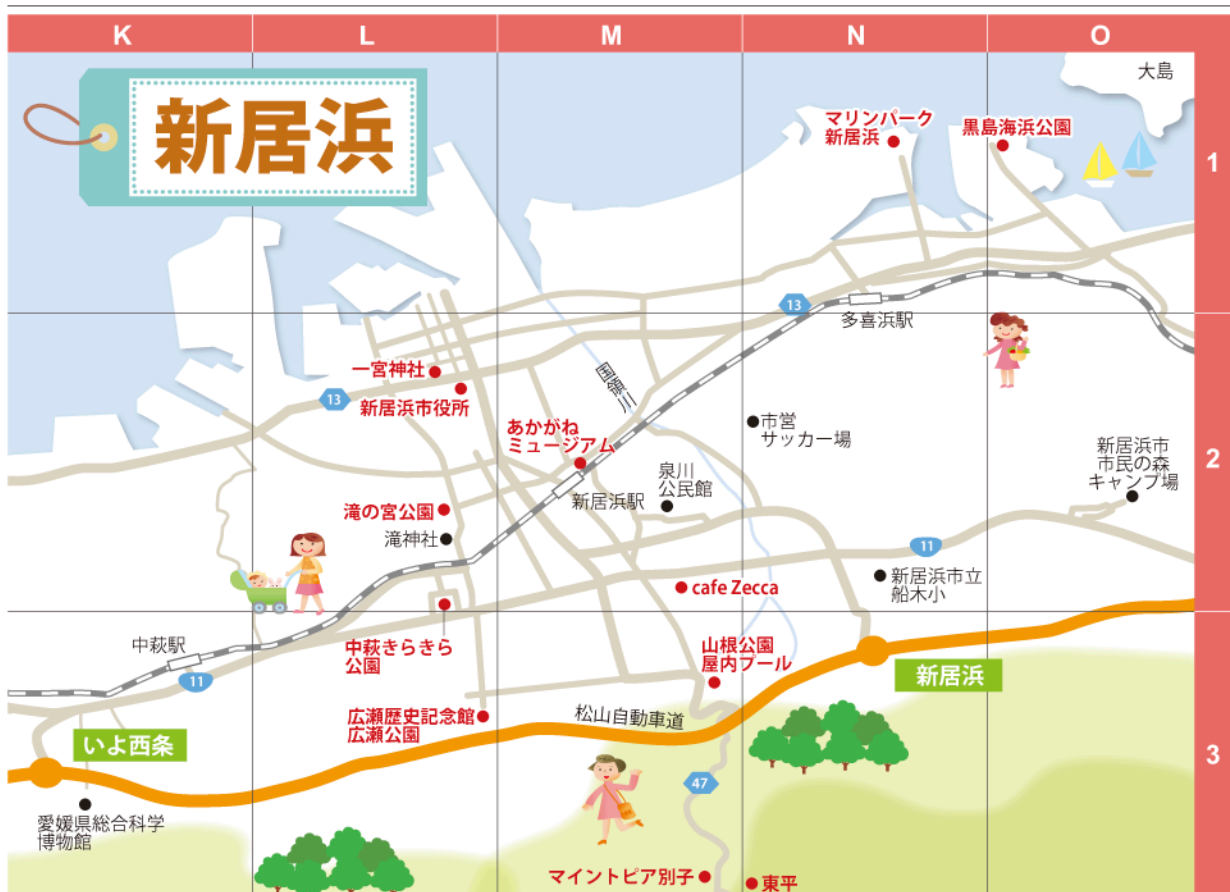 K
L
M
N
O
新居浜
大島
1
マリンパーク
新居浜
黒島海浜公園
13
多喜浜駅
一宮神社
13
新居浜市役所
国領川
あかがね
ミュージアム
市営
サッカー場
新居浜市
市民の森
キャンプ場
2
泉川
公民館
新居浜駅
滝の宮公園
滝神社
11
新居浜市立
船木小
cafe Zecca
中萩駅
中萩きらきら
公園
山根公園
屋内プール
新居浜
11
広瀬歴史記念館
広瀬公園
松山自動車道
いよ西条
3
47
愛媛県総合科学
博物館
マイントピア別子
東平